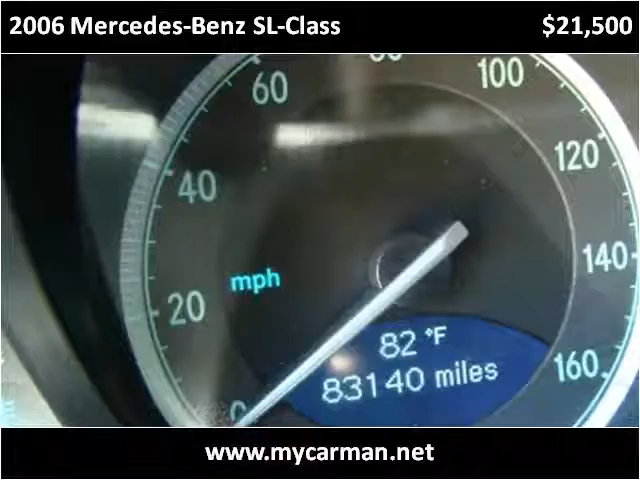 2006 Mercedes-Benz SL-Class $21,500
60
100
120
40
140
mph
20
82 °F
83140 miles
160
0
www.mycarman.net